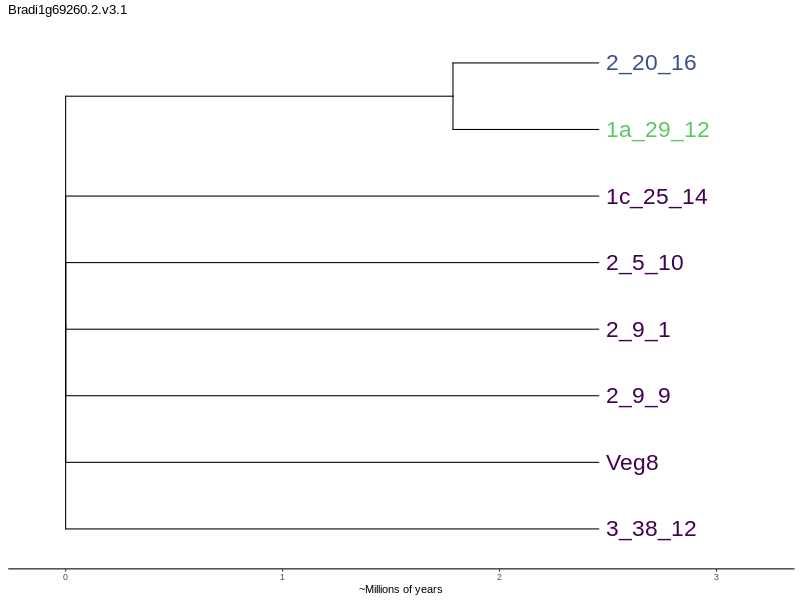 Bradi1g69260.2.v3.1
2_20_16
1a_29_12
1c_25_14
2_5_10
2_9_1
2_9_9
Veg8
3_38_12
0 1 2 3
~Millions of years